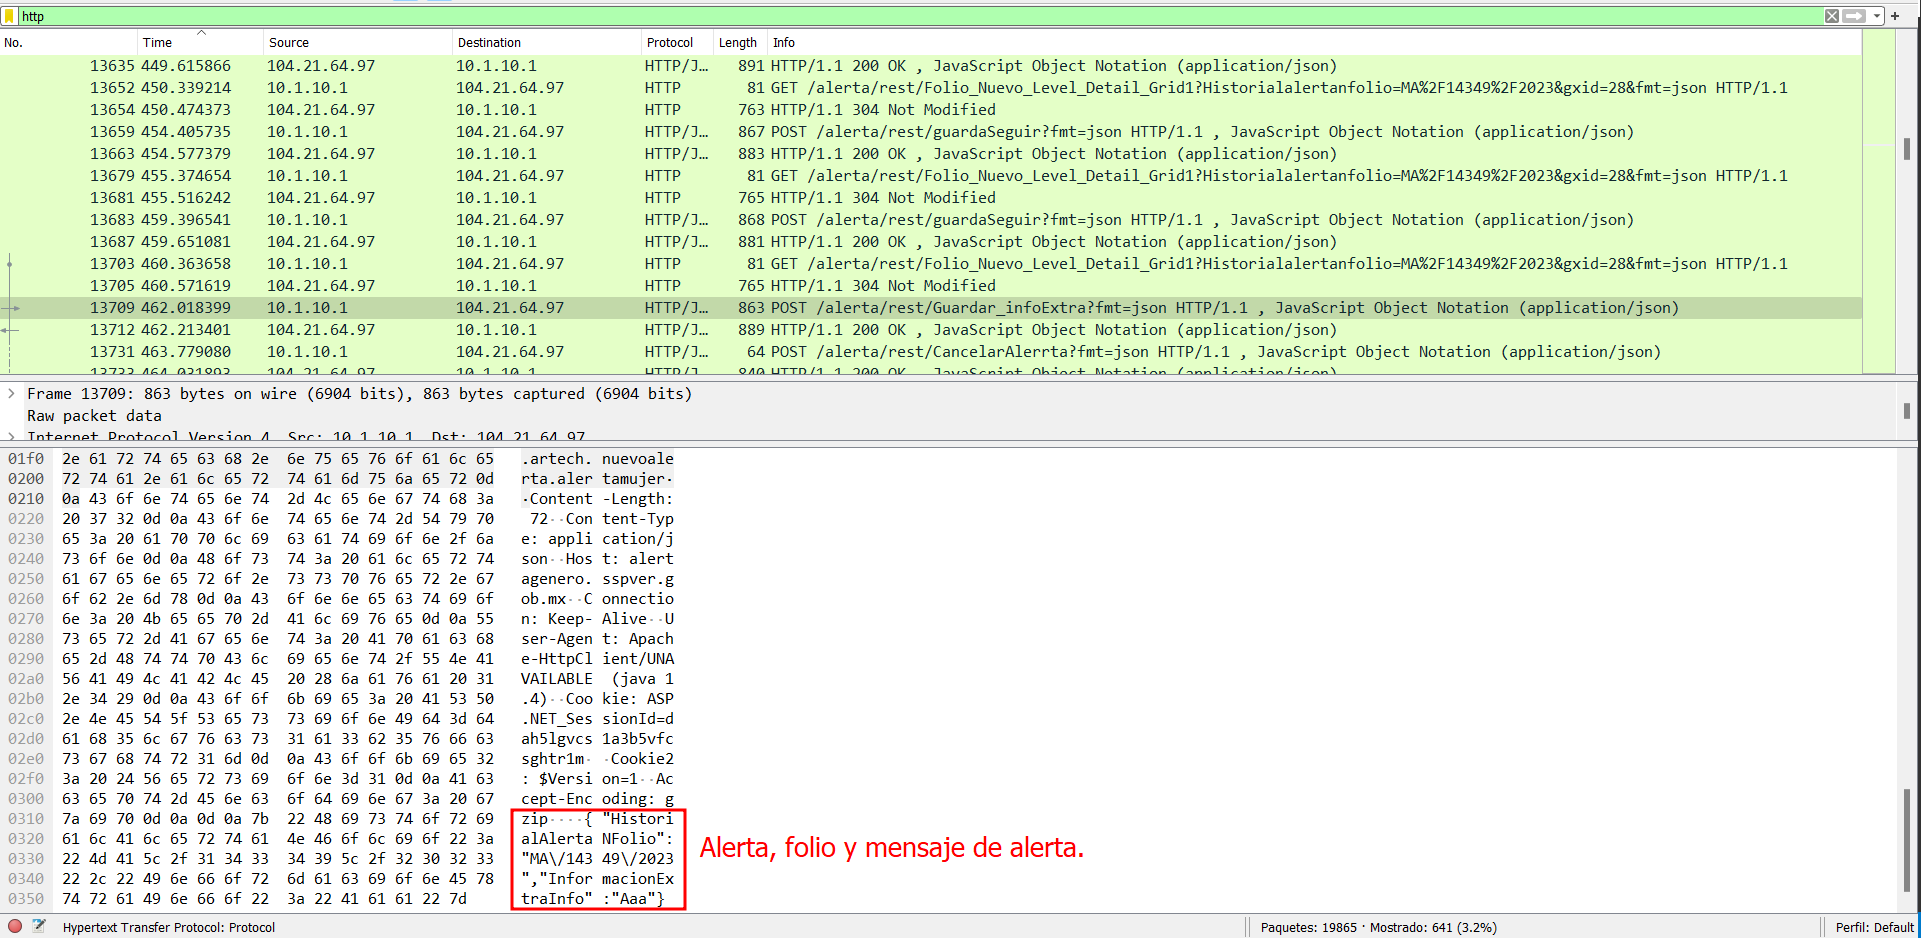 http
No. Time Source Destination Protocol Length Info
13635 449.615866 104.21.64.97 10.1.10.1 HTTP/J… 891 HTTP/1.1 200 OK , JavaScript Object Notation (application/json)
13652 450.339214 10.1.10.1 104.21.64.97 HTTP 81 GET /alerta/rest/Folio_Nuevo_Level_Detail_Grid1?Historialalertanfolio=MA%2F14349%2F2023&gxid=28&fmt=json HTTP/1.1
13654 450.474373 104.21.64.97 10.1.10.1 HTTP 763 HTTP/1.1 304 Not Modified
13659 454.405735 10.1.10.1 104.21.64.97 HTTP/J… 867 POST /alerta/rest/guardaSeguir?fmt=json HTTP/1.1 , JavaScript Object Notation (application/json)
13663 454.577379 104.21.64.97 10.1.10.1 HTTP/J… 883 HTTP/1.1 200 OK , JavaScript Object Notation (application/json)
13679 455.374654 10.1.10.1 104.21.64.97 HTTP 81 GET /alerta/rest/Folio_Nuevo_Level_Detail_Grid1?Historialalertanfolio=MA%2F14349%2F2023&gxid=28&fmt=json HTTP/1.1
13681 455.516242 104.21.64.97 10.1.10.1 HTTP 765 HTTP/1.1 304 Not Modified
13683 459.396541 10.1.10.1 104.21.64.97 HTTP/J… 868 POST /alerta/rest/guardaSeguir?fmt=json HTTP/1.1 , JavaScript Object Notation (application/json)
13687 459.651081 104.21.64.97 10.1.10.1 HTTP/J… 881 HTTP/1.1 200 OK , JavaScript Object Notation (application/json)
13703 460.363658 10.1.10.1 104.21.64.97 HTTP 81 GET /alerta/rest/Folio_Nuevo_Level_Detail_Grid1?Historialalertanfolio=MA%2F14349%2F2023&gxid=28&fmt=json HTTP/1.1
13705 460.571619 104.21.64.97 10.1.10.1 HTTP 765 HTTP/1.1 304 Not Modified
13709 462.018399 10.1.10.1 104.21.64.97 HTTP/J… 863 POST /alerta/rest/Guardar_infoExtra?fmt=json HTTP/1.1 , JavaScript Object Notation (application/json)
13712 462.213401 104.21.64.97 10.1.10.1 HTTP/J… 889 HTTP/1.1 200 OK , JavaScript Object Notation (application/json)
13731 463.779080 10.1.10.1 104.21.64.97 HTTP/J… 64 POST /alerta/rest/CancelarAlerrta?fmt=json HTTP/1.1 , JavaScript Object Notation (application/json)
13733 464.031893 104.21.64.97 10.1.10.1 HTTP/J… 840 HTTP/1.1 200 OK , JavaScript Object Notation (application/json)
Frame 13709: 863 bytes on wire (6904 bits), 863 bytes captured (6904 bits)
Raw packet data
Internet Protocol Version 4, Src: 10.1.10.1, Dst: 104.21.64.97
01f0 2e 61 72 74 65 63 68 2e 6e 75 65 76 6f 61 6c 65 .artech. nuevoale
0200 72 74 61 2e 61 6c 65 72 74 61 6d 75 6a 65 72 0d rta.aler tamujer·
0210 0a 43 6f 6e 74 65 6e 74 2d 4c 65 6e 67 74 68 3a ·Content -Length:
0220 20 37 32 0d 0a 43 6f 6e 74 65 6e 74 2d 54 79 70 72··Con tent-Typ
0230 65 3a 20 61 70 70 6c 69 63 61 74 69 6f 6e 2f 6a e: appli cation/j
0240 73 6f 6e 0d 0a 48 6f 73 74 3a 20 61 6c 65 72 74 son··Hos t: alert
0250 61 67 65 6e 65 72 6f 2e 73 73 70 76 65 72 2e 67 agenero. sspver.g
0260 6f 62 2e 6d 78 0d 0a 43 6f 6e 6e 65 63 74 69 6f ob.mx··C onnectio
0270 6e 3a 20 4b 65 65 70 2d 41 6c 69 76 65 0d 0a 55 n: Keep- Alive··U
0280 73 65 72 2d 41 67 65 6e 74 3a 20 41 70 61 63 68 ser-Agen t: Apach
0290 65 2d 48 74 74 70 43 6c 69 65 6e 74 2f 55 4e 41 e-HttpCl ient/UNA
02a0 56 41 49 4c 41 42 4c 45 20 28 6a 61 76 61 20 31 VAILABLE (java 1
02b0 2e 34 29 0d 0a 43 6f 6f 6b 69 65 3a 20 41 53 50 .4)··Coo kie: ASP
02c0 2e 4e 45 54 5f 53 65 73 73 69 6f 6e 49 64 3d 64 .NET_Ses sionId=d
02d0 61 68 35 6c 67 76 63 73 31 61 33 62 35 76 66 63 ah5lgvcs 1a3b5vfc
02e0 73 67 68 74 72 31 6d 0d 0a 43 6f 6f 6b 69 65 32 sghtr1m· ·Cookie2
02f0 3a 20 24 56 65 72 73 69 6f 6e 3d 31 0d 0a 41 63 : $Versi on=1··Ac
0300 63 65 70 74 2d 45 6e 63 6f 64 69 6e 67 3a 20 67 cept-Enc oding: g
0310 7a 69 70 0d 0a 0d 0a 7b 22 48 69 73 74 6f 72 69 zip····{ "Histori
0320 61 6c 41 6c 65 72 74 61 4e 46 6f 6c 69 6f 22 3a alAlerta NFolio":
0330 22 4d 41 5c 2f 31 34 33 34 39 5c 2f 32 30 32 33 "MA\/143 49\/2023
0340 22 2c 22 49 6e 66 6f 72 6d 61 63 69 6f 6e 45 78 ","Infor macionEx
0350 74 72 61 49 6e 66 6f 22 3a 22 41 61 61 22 7d traInfo" :"Aaa"}
Alerta, folio y mensaje de alerta.
Hypertext Transfer Protocol: Protocol Paquetes: 19865 · Mostrado: 641 (3.2%) Perfil: Default